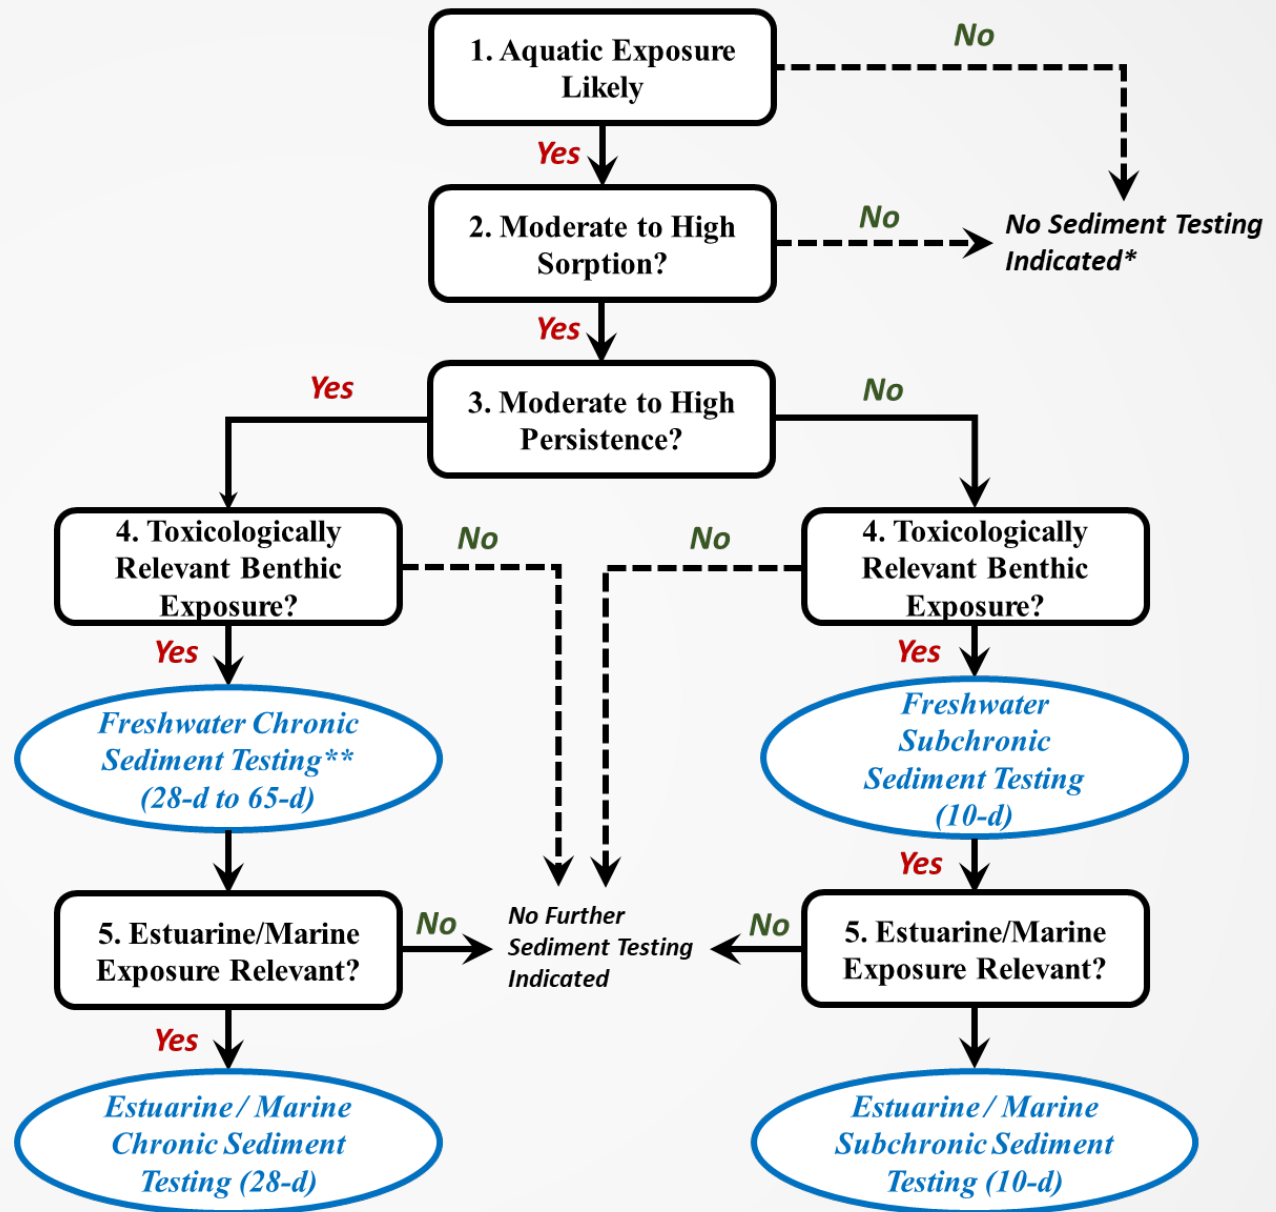 1. Aquatic Exposure
Likely
No
Yes
2. Moderate to High
Sorption?
No
No Sediment Testing
Indicated*
Yes
3. Moderate to High
Persistence?
Yes
No
4. Toxicologically
Relevant Benthic
Exposure?
No
No
4. Toxicologically
Relevant Benthic
Exposure?
Yes
Yes
Freshwater Chronic
Sediment Testing**
(28-d to 65-d)
Freshwater
Subchronic
Sediment Testing
(10-d)
Yes
5. Estuarine/Marine
Exposure Relevant?
No
No Further
Sediment Testing
Indicated
No
5. Estuarine/Marine
Exposure Relevant?
Yes
Estuarine / Marine
Chronic Sediment
Testing (28-d)
Estuarine / Marine
Subchronic Sediment
Testing (10-d)